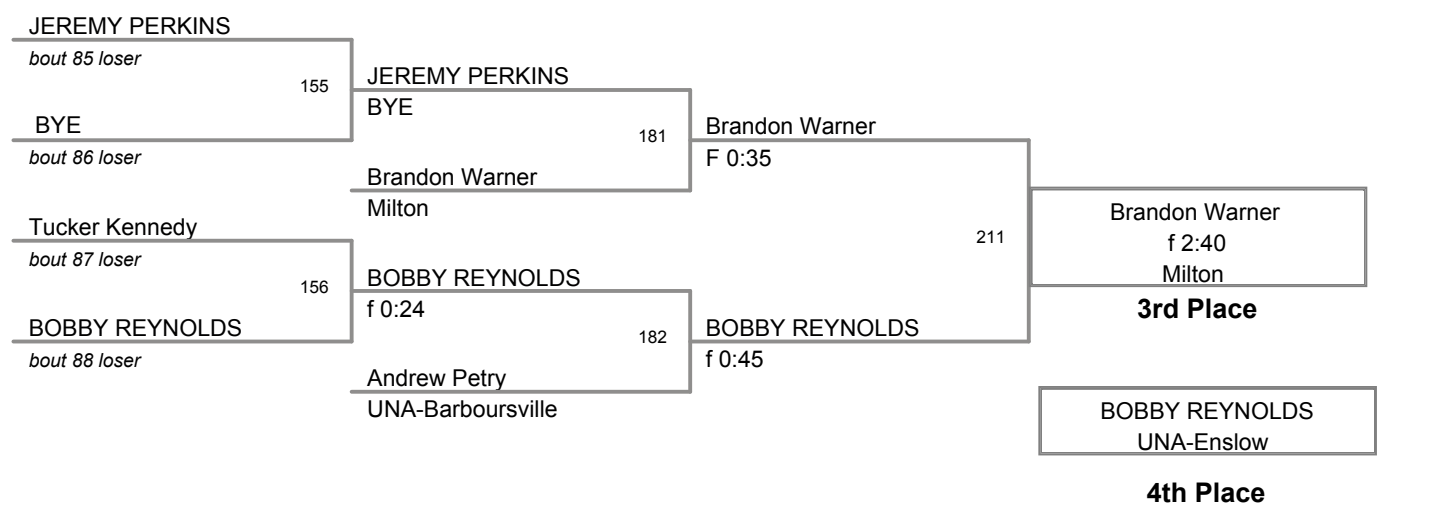 JEREMY PERKINS
bout 85 loser
155
JEREMY PERKINS
BYE
BYE
bout 86 loser
181
Brandon Warner
F 0:35
Brandon Warner
Milton
Tucker Kennedy
bout 87 loser
156
BOBBY REYNOLDS
f 0:24
BOBBY REYNOLDS
bout 88 loser
182
BOBBY REYNOLDS
f 0:45
Andrew Petry
UNA-Barboursville
211
Brandon Warner
f 2:40
Milton
3rd Place
BOBBY REYNOLDS
UNA-Enslow
4th Place